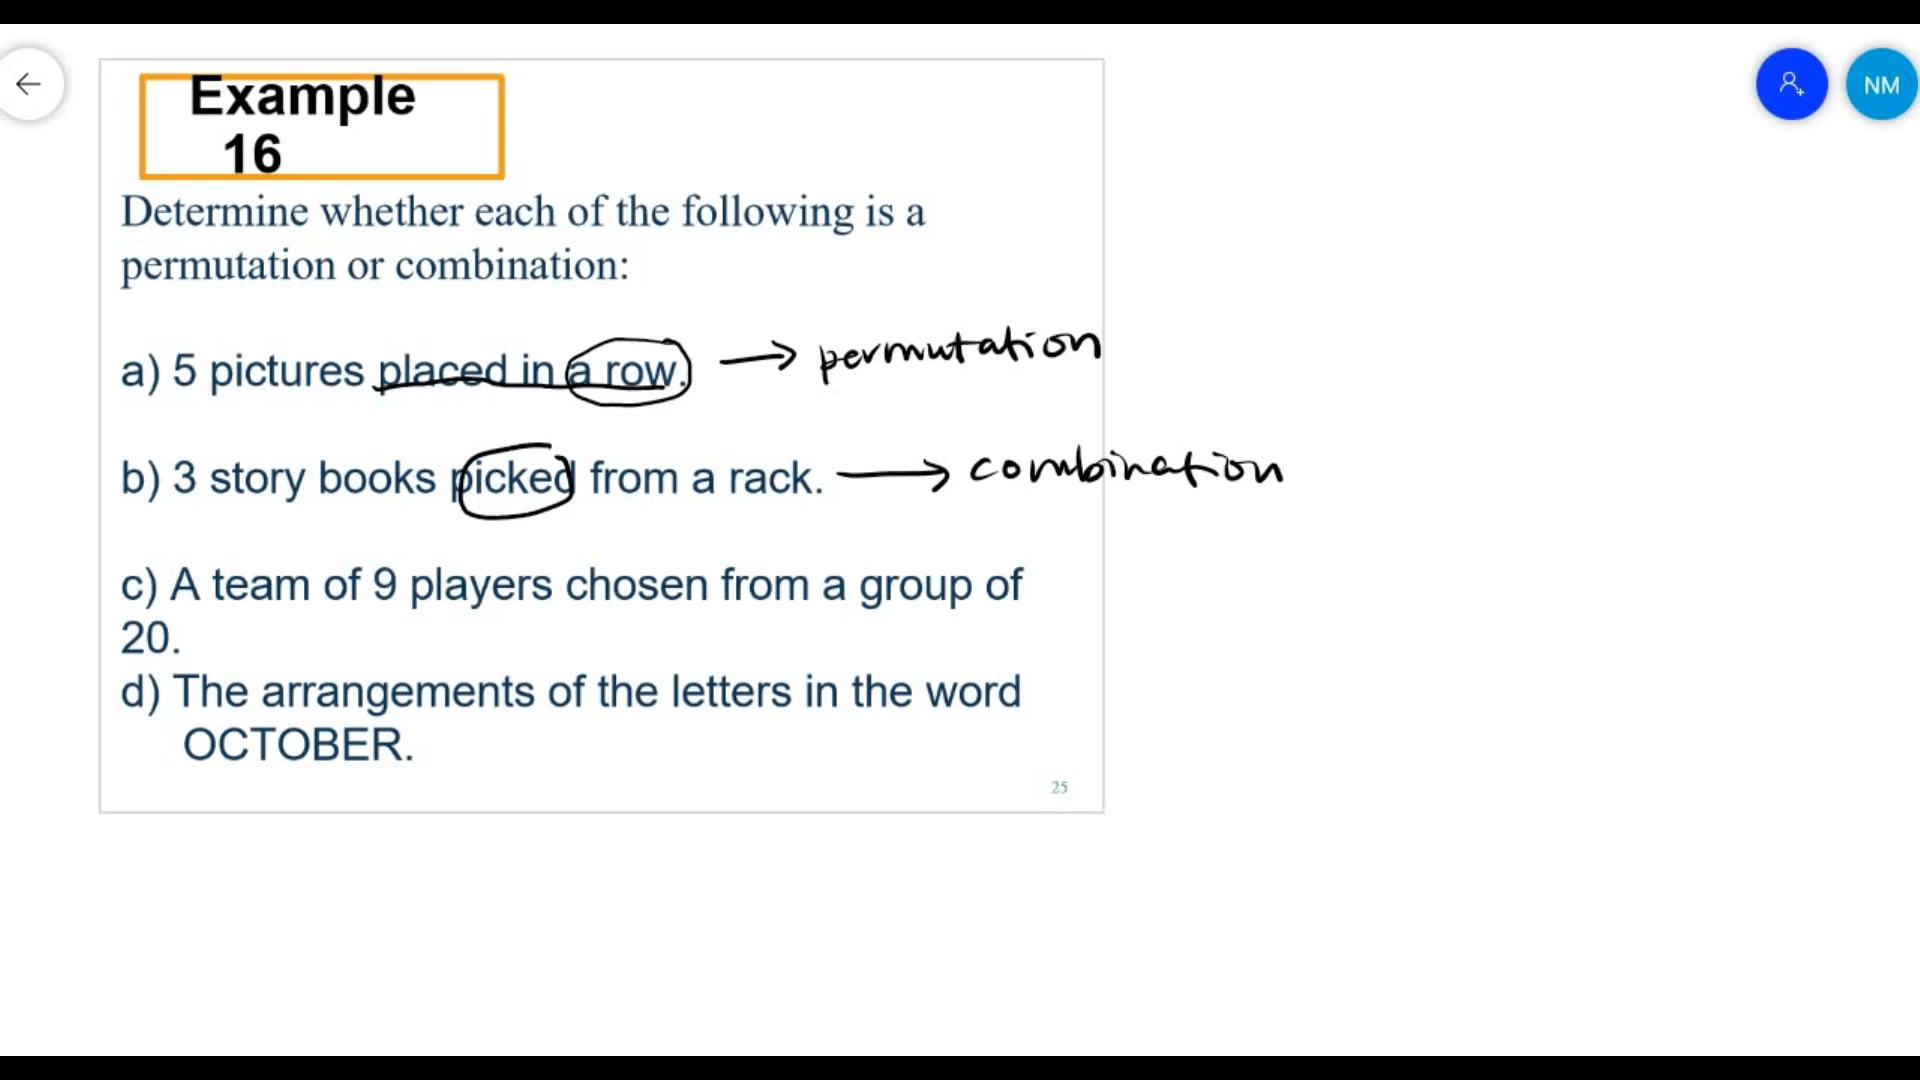 Example
16
NM
Determine whether each of the following is a
permutation or combination:
a) 5 pictures placed in a row. → permutation
b) 3 story books picked from a rack. → combination
c) A team of 9 players chosen from a group of
20.
d) The arrangements of the letters in the word
OCTOBER.
25